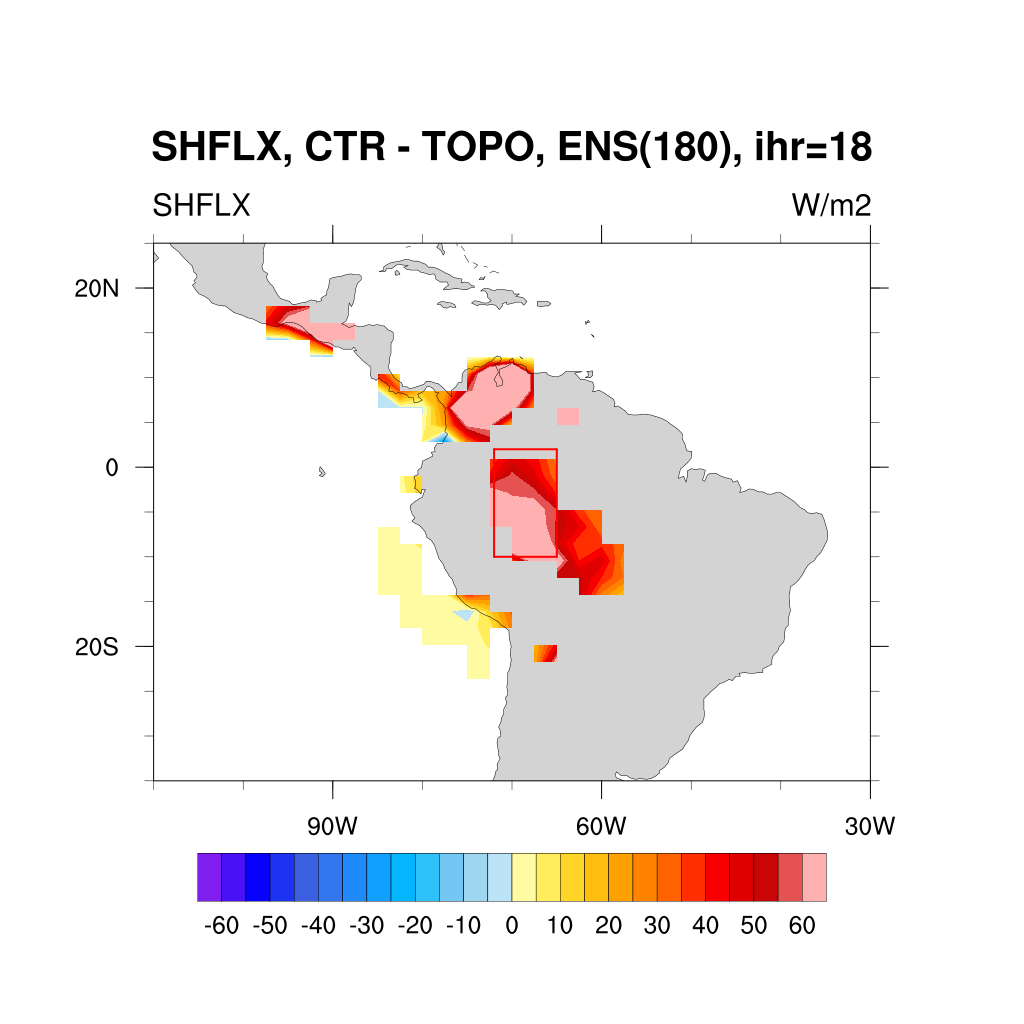 SHFLX, CTR - TOPO, ENS(180), ihr=18
SHFLX W/m2
20N
0
20S
90W 60W 30W
-60 -50 -40 -30 -20 -10 0 10 20 30 40 50 60